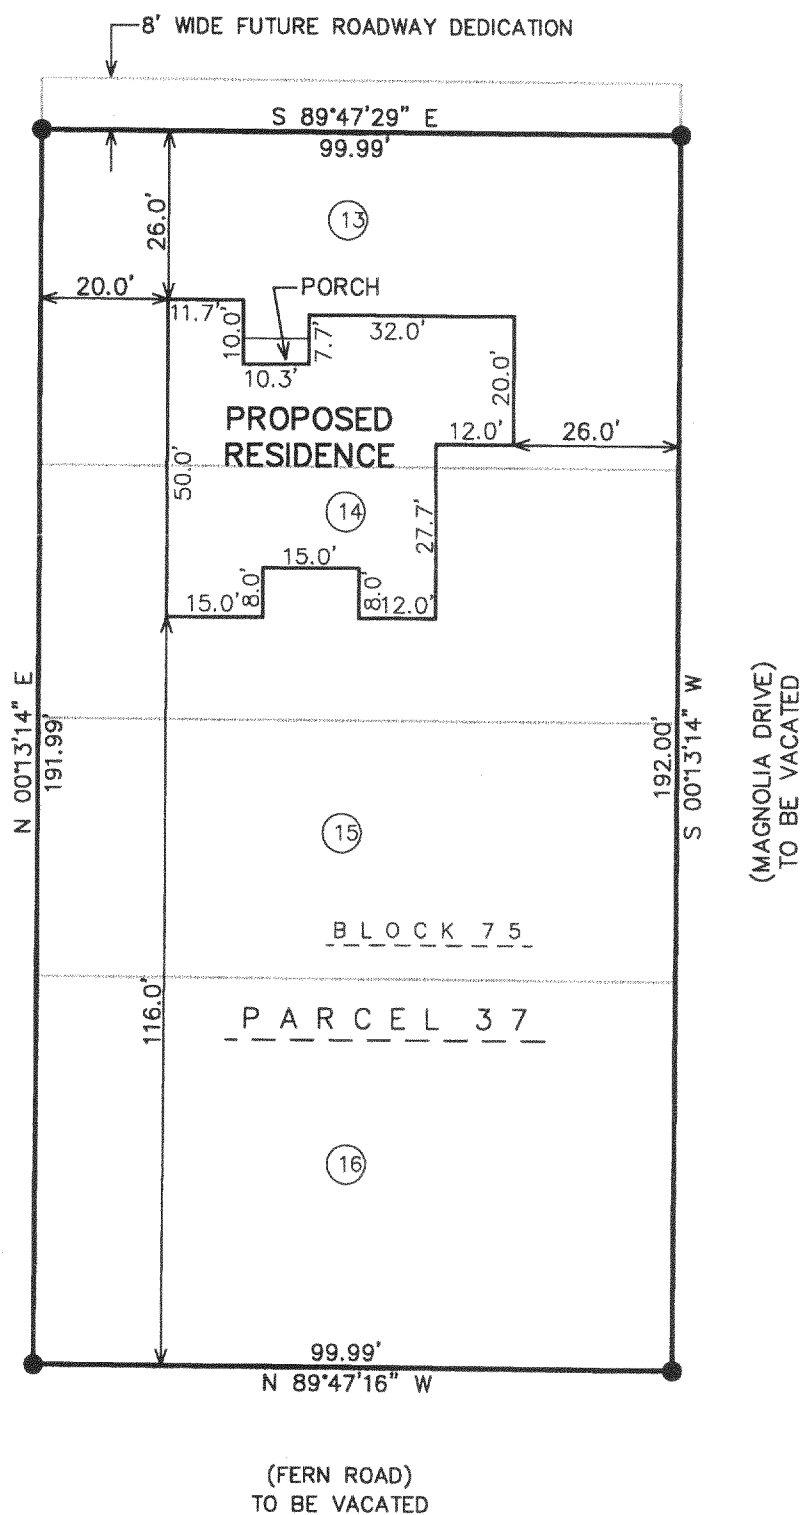 8' WIDE FUTURE ROADWAY DEDICATION
S 89°47'29" E
99.99'
26.0'
13
20.0'
PORCH
11.7'
10.0'
7.7'
32.0'
10.3'
20.0'
PROPOSED
RESIDENCE
12.0'
26.0'
50.0'
14
27.7'
15.0'
15.0'
8.0'
8.0'
12.0'
N 00°13'14" E
191.99'
192.00'
S 00°13'14" W
(MAGNOLIA DRIVE)
TO BE VACATED
15
BLOCK 75
116.0'
PARCEL 37
16
99.99'
N 89°47'16" W
(FERN ROAD)
TO BE VACATED